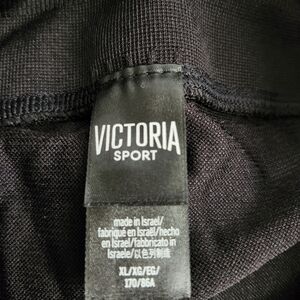 VICTORIA
SPORT
made in Israel/
fabriqué en Israël/hecho
en Israel/fabbricato in
Israele/以色列制造
XL/XG/EG/
170/86A